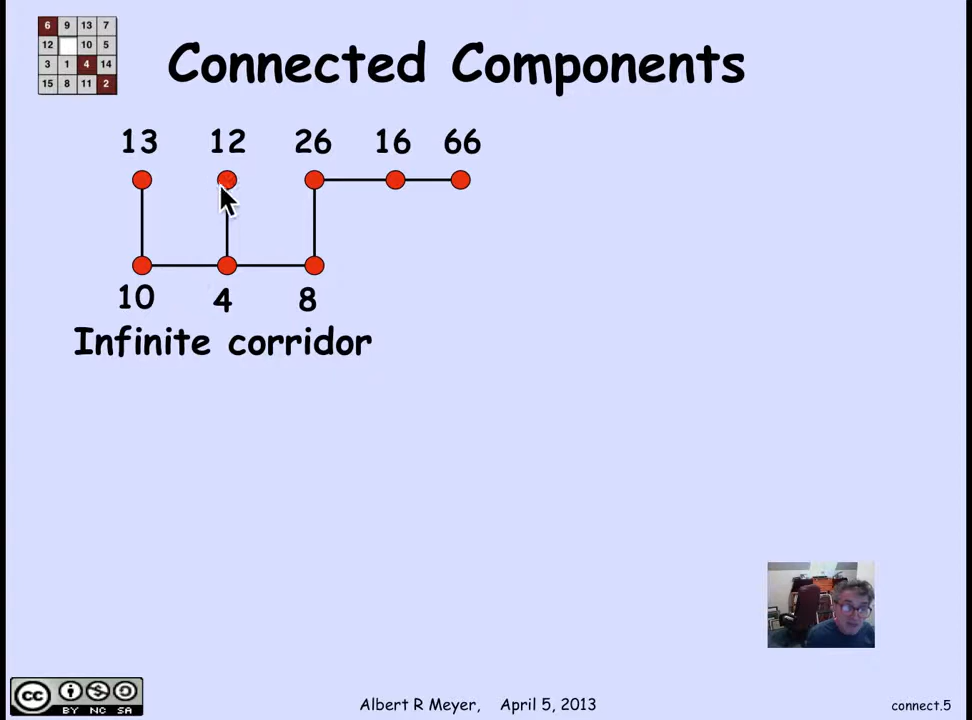 6 9 13 7
12 10 5
3 1 4 14
15 8 11 2
Connected Components
13 12 26 16 66
10 4 8
Infinite corridor
cc
BY NC SA
Albert R Meyer, April 5, 2013
connect.5